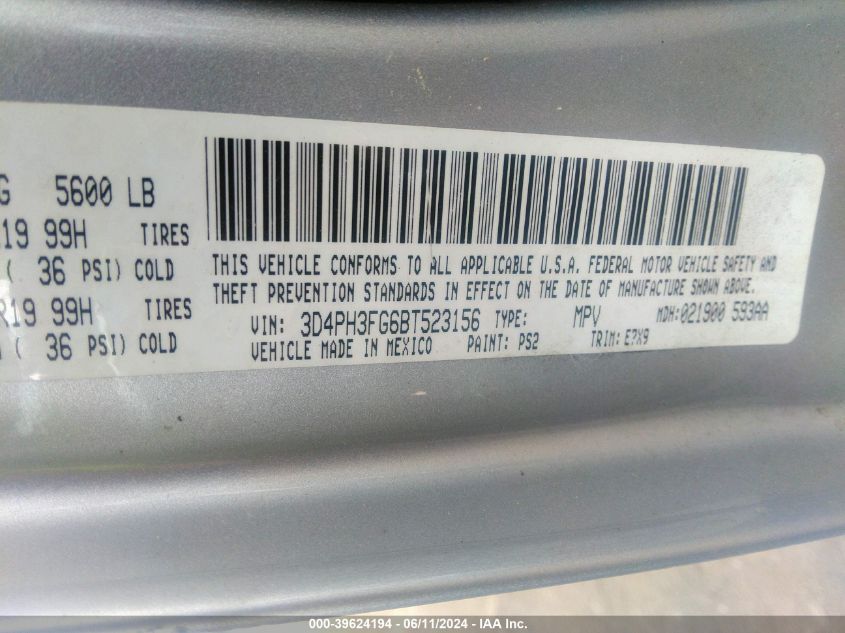 G 5600 LB
R19 99H TIRES
( 36 PSI) COLD
R19 99H TIRES
( 36 PSI) COLD
THIS VEHICLE CONFORMS TO ALL APPLICABLE U.S.A. FEDERAL MOTOR VEHICLE SAFETY AND
THEFT PREVENTION STANDARDS IN EFFECT ON THE DATE OF MANUFACTURE SHOWN ABOVE.
VIN: 3D4PH3FG6BT523156 TYPE: MPV MDH:021900 593AA
VEHICLE MADE IN MEXICO PAINT: PS2 TRIM: E7X9
000-39624194 - 06/11/2024 - IAA Inc.